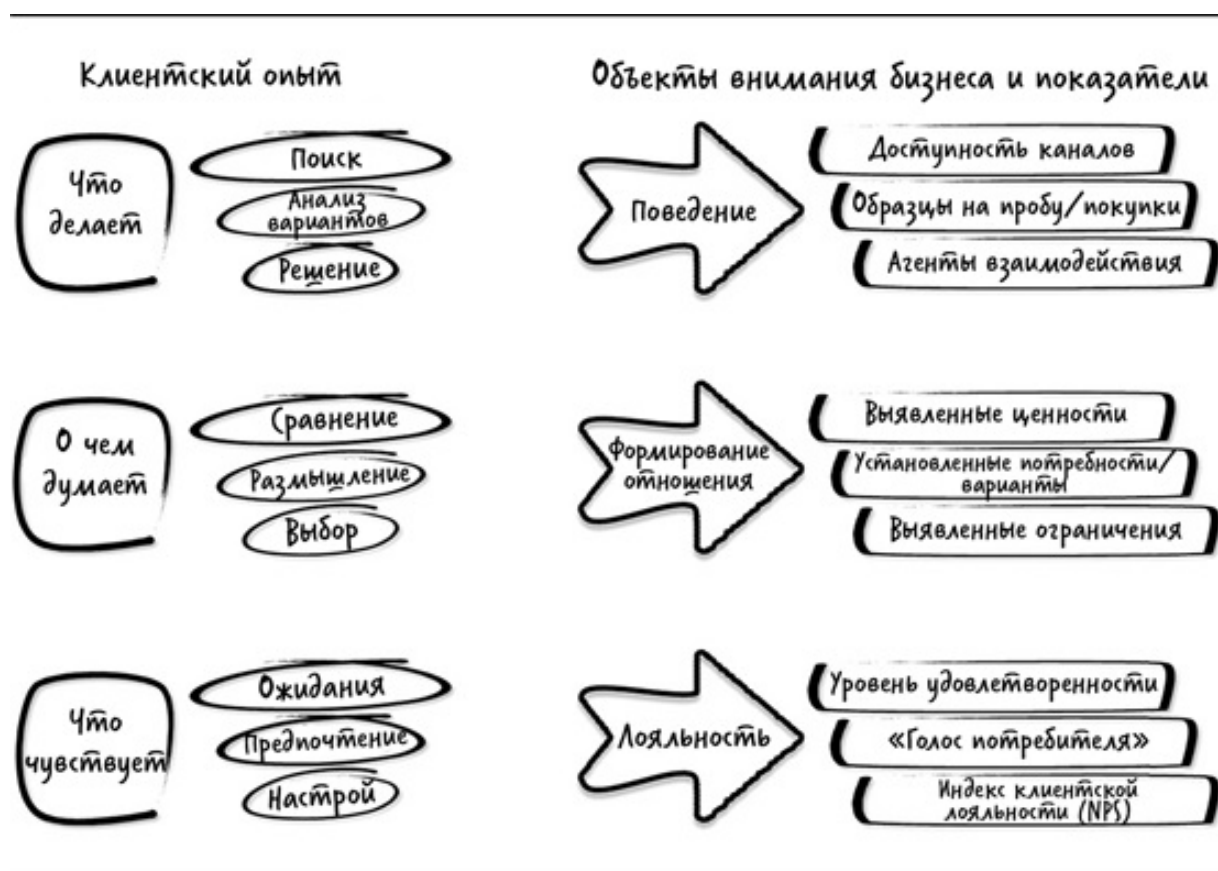 Клиентский опыт
Объекты внимания бизнеса и показатели
Что
делает
Поиск
Анализ
вариантов
Решение
Поведение
Доступность каналов
Образцы на пробу/покупки
Агенты взаимодействия
О чем
думает
Сравнение
Размышление
Выбор
Формирование
отношения
Выявленные ценности
Установленные потребности/
варианты
Выявленные ограничения
Что
чувствует
Ожидания
Предпочтение
Настрой
Лояльность
Уровень удовлетворенности
«Голос потребителя»
Индекс клиентской
лояльности (NPS)